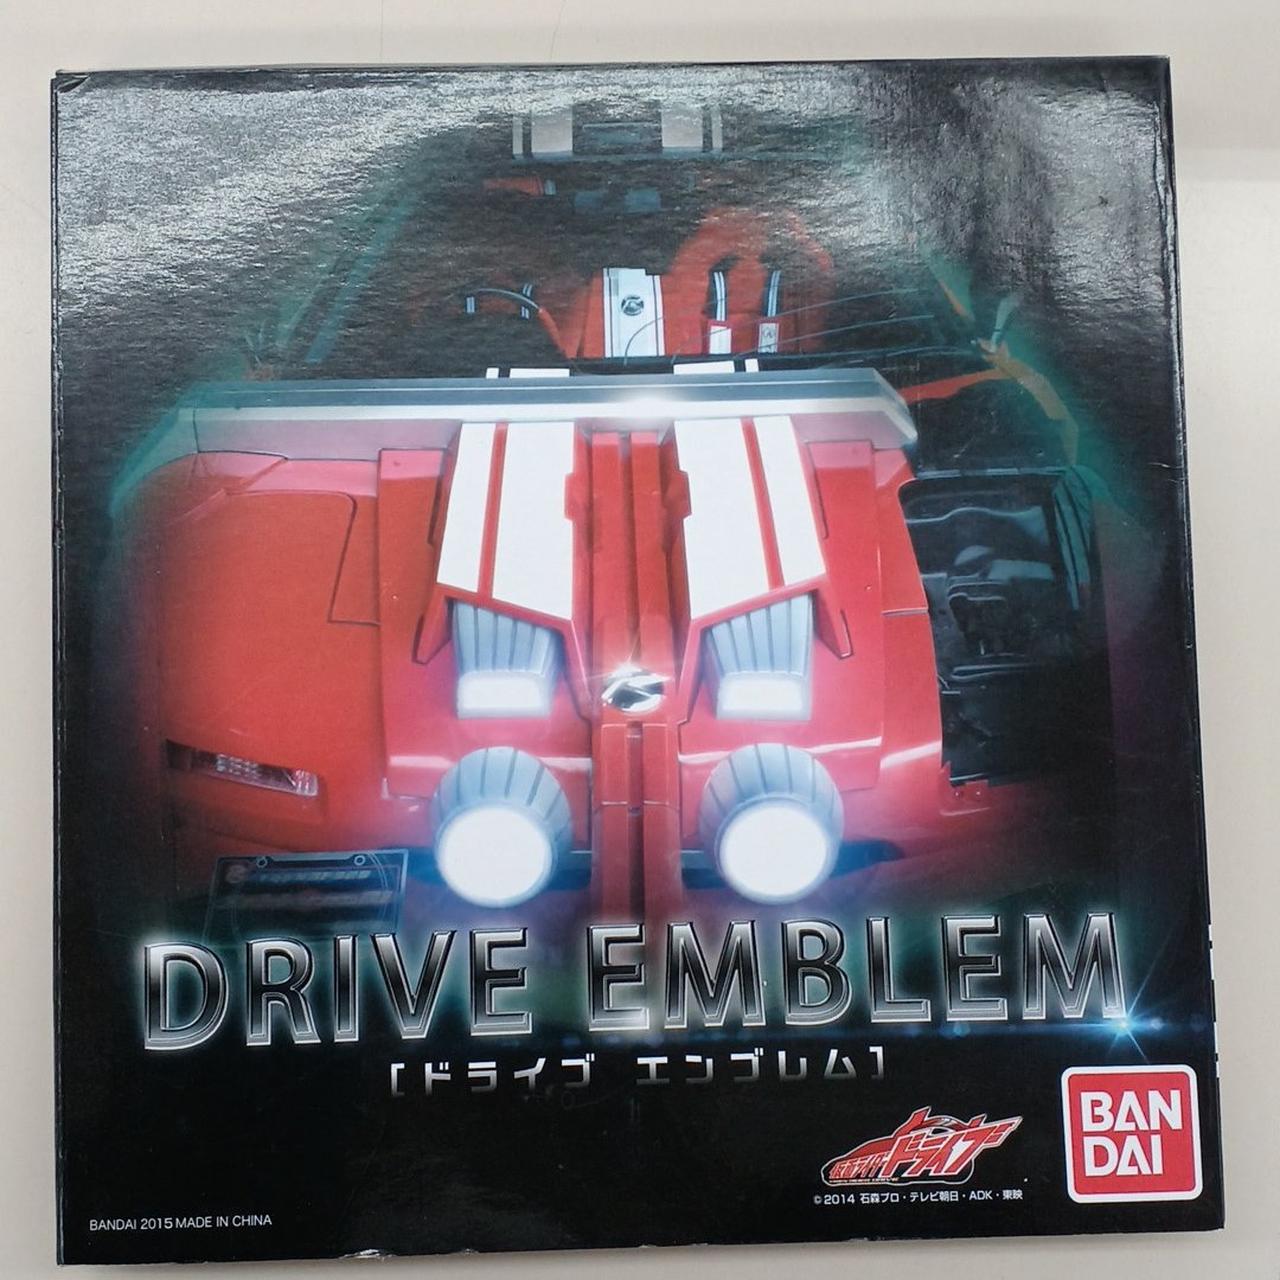 DRIVE EMBLEM
[ドライブ エンブレム]
BAN
DAI
仮面ライダー
ドライブ
©2014 石森プロ・テレビ朝日・ADK・東映
BANDAI 2015 MADE IN CHINA